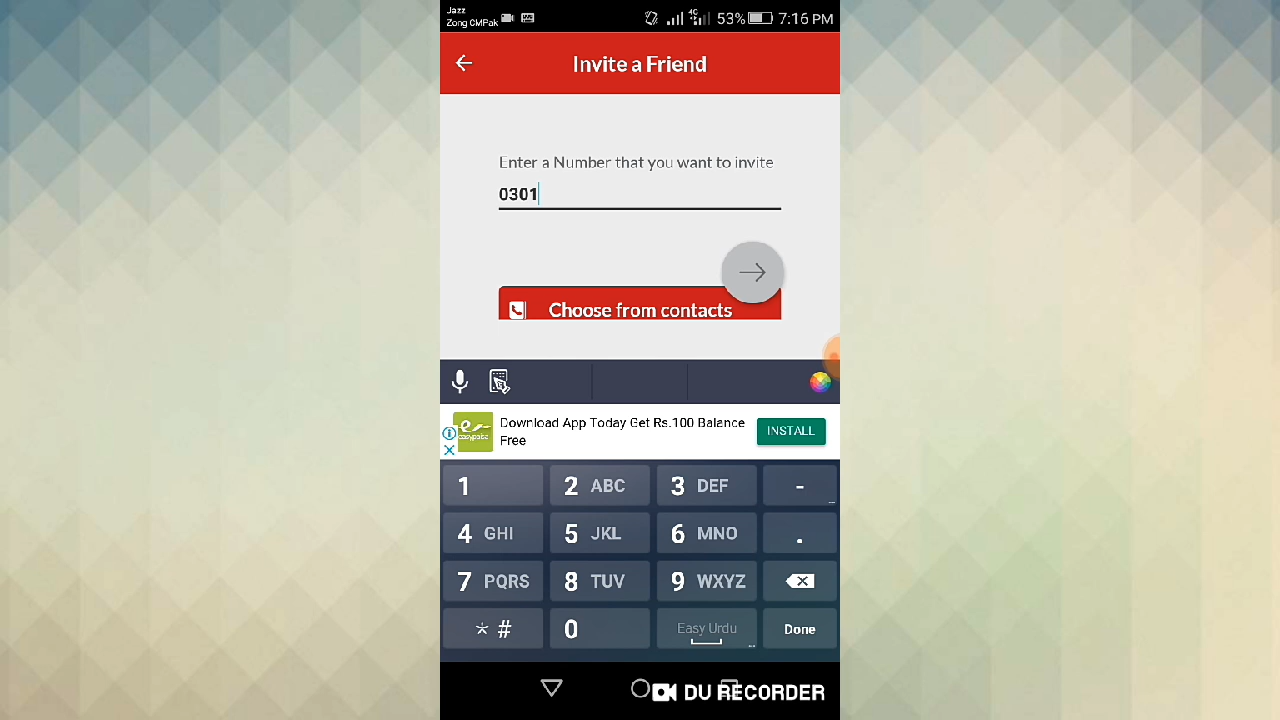 Jazz
Zong CMPak
4G
53%
7:16 PM
Invite a Friend
Enter a Number that you want to invite
0301
Choose from contacts
easypaisa
Download App Today Get Rs.100 Balance
Free
INSTALL
1
2 ABC
3 DEF
-
4 GHI
5 JKL
6 MNO
.
7 PQRS
8 TUV
9 WXYZ
* #
0
Easy Urdu
Done
DU RECORDER